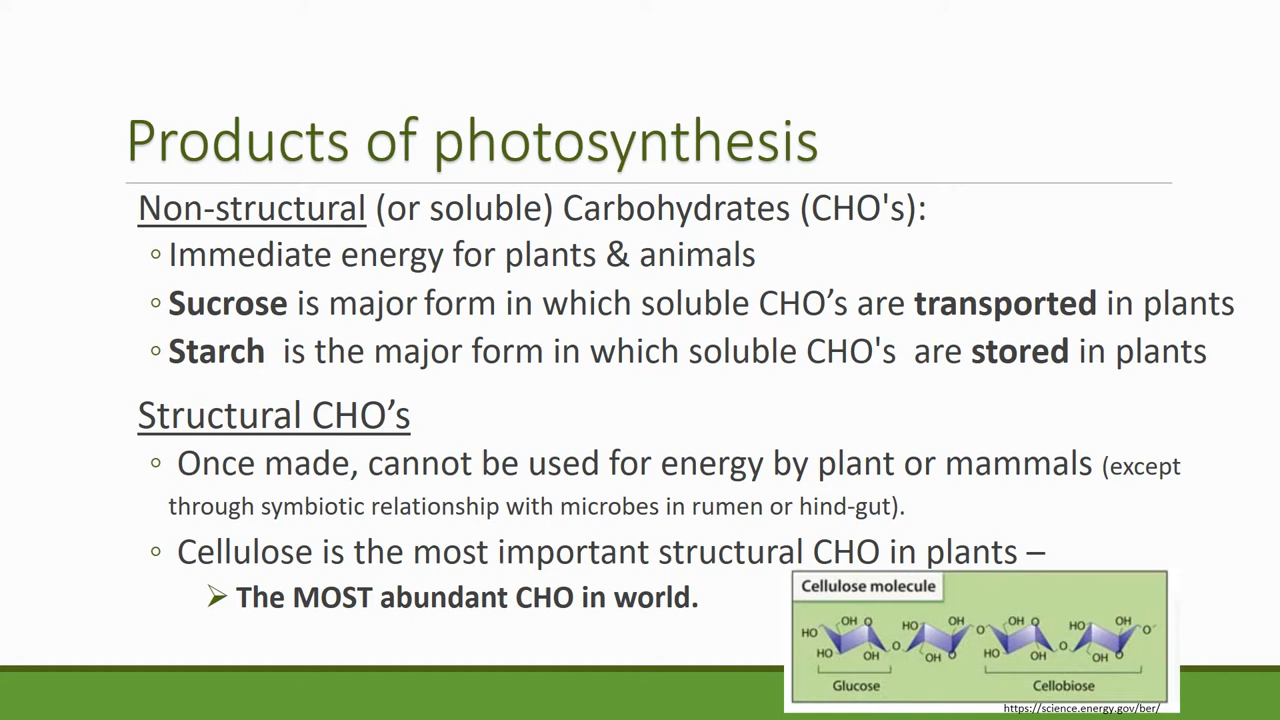 Products of photosynthesis
Non-structural (or soluble) Carbohydrates (CHO's):
◦ Immediate energy for plants & animals
◦ Sucrose is major form in which soluble CHO’s are transported in plants
◦ Starch is the major form in which soluble CHO's are stored in plants
Structural CHO’s
◦ Once made, cannot be used for energy by plant or mammals (except
through symbiotic relationship with microbes in rumen or hind-gut).
◦ Cellulose is the most important structural CHO in plants –
➢ The MOST abundant CHO in world.
Cellulose molecule
HO OH O HO OH O OH O HO OH O⁻
HO OH O OH O HO OH O OH O
Glucose Cellobiose
https://science.energy.gov/ber/